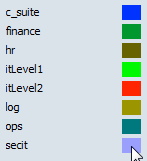 c_suite
finance
hr
itLevel1
itLevel2
log
ops
secit